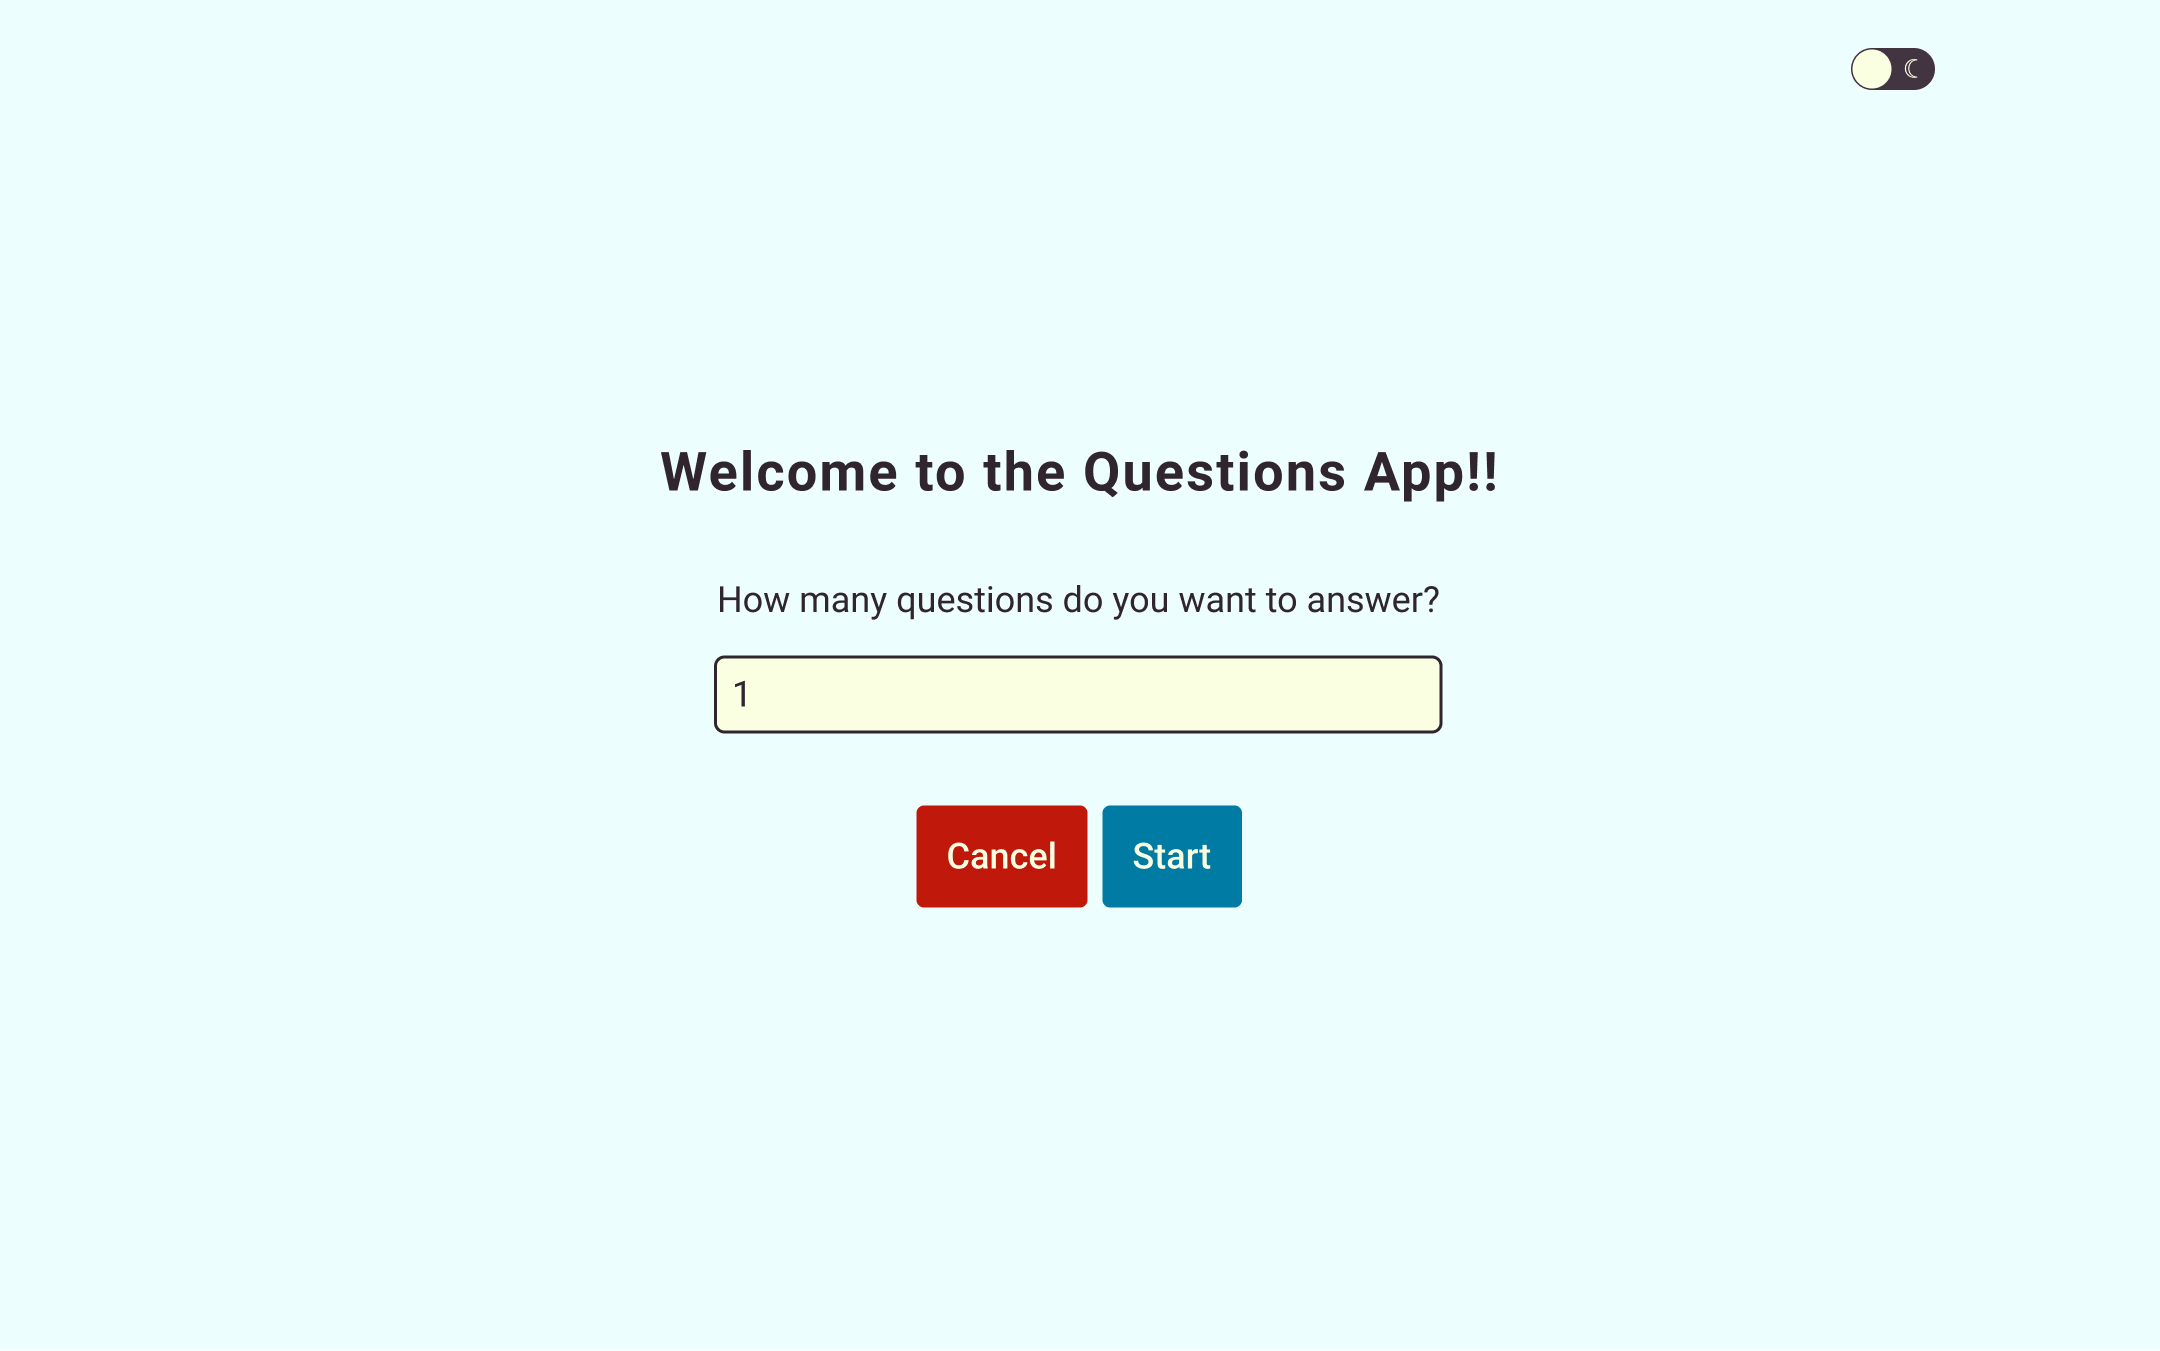 Welcome to the Questions App!!
How many questions do you want to answer?
1
Cancel
Start